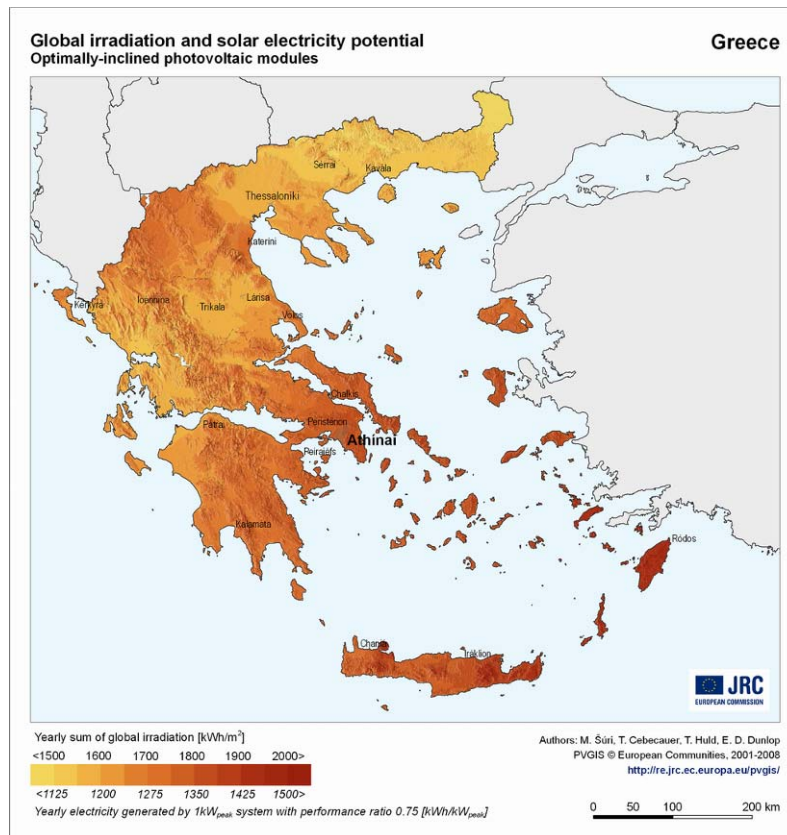 Global irradiation and solar electricity potential
Optimally-inclined photovoltaic modules
Greece
Serrai
Kavala
Thessaloniki
Katerini
Kerkyra
Ioannina
Trikala
Larisa
Volos
Chalkis
Patra
Peristerion
Athinai
Peiraiefs
Kalamata
Ródos
Chania
Iráklion
JRC
EUROPEAN COMMISSION
Yearly sum of global irradiation [kWh/m²]
<1500 1600 1700 1800 1900 2000>
<1125 1200 1275 1350 1425 1500>
Yearly electricity generated by 1kWpeak system with performance ratio 0.75 [kWh/kWpeak]
Authors: M. Šúri, T. Cebecauer, T. Huld, E. D. Dunlop
PVGIS © European Communities, 2001-2008
http://re.jrc.ec.europa.eu/pvgis/
0 50 100 200 km